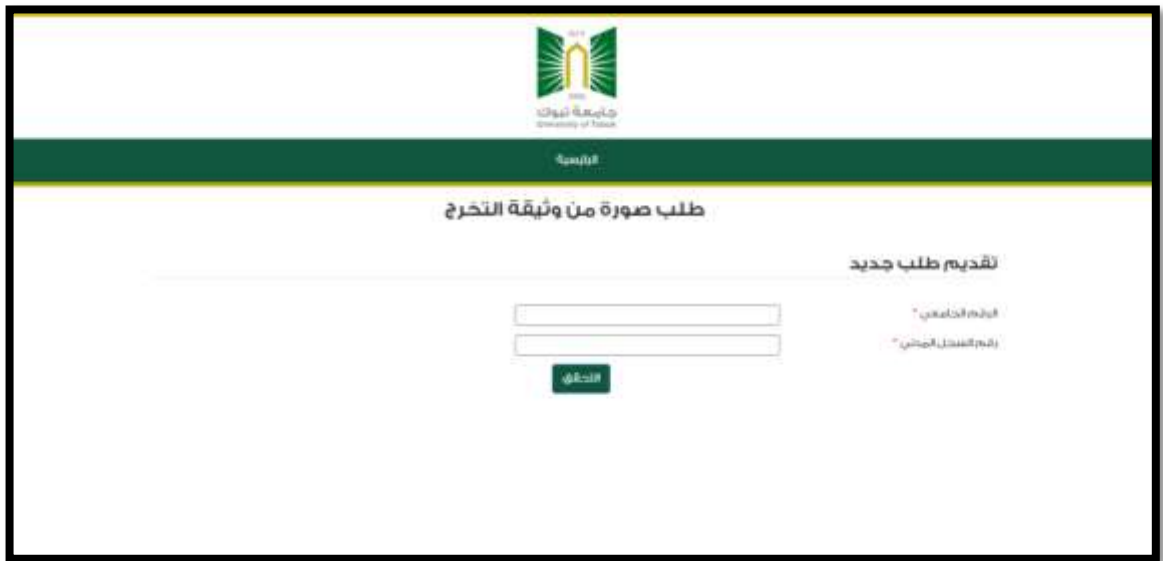 جامعة تبوك
University of Tabuk
الرئيسية
طلب صورة من وثيقة التخرج
تقديم طلب جديد
الرقم الجامعي *
رقم السجل المدني *
التحقق